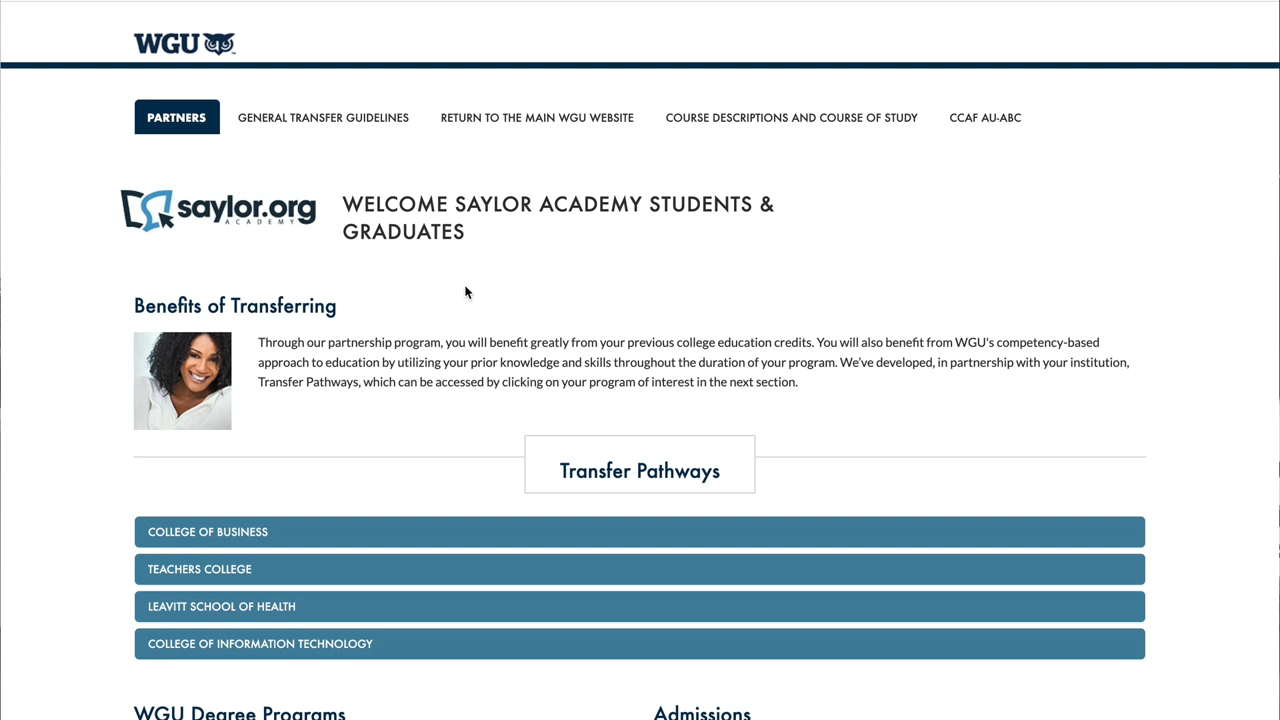 WGU
PARTNERS
GENERAL TRANSFER GUIDELINES
RETURN TO THE MAIN WGU WEBSITE
COURSE DESCRIPTIONS AND COURSE OF STUDY
CCAF AU-ABC
saylor.org
ACADEMY
WELCOME SAYLOR ACADEMY STUDENTS &
GRADUATES
Benefits of Transferring
Through our partnership program, you will benefit greatly from your previous college education credits. You will also benefit from WGU's competency-based
approach to education by utilizing your prior knowledge and skills throughout the duration of your program. We've developed, in partnership with your institution,
Transfer Pathways, which can be accessed by clicking on your program of interest in the next section.
Transfer Pathways
COLLEGE OF BUSINESS
TEACHERS COLLEGE
LEAVITT SCHOOL OF HEALTH
COLLEGE OF INFORMATION TECHNOLOGY
WGU Degree Programs
Admissions